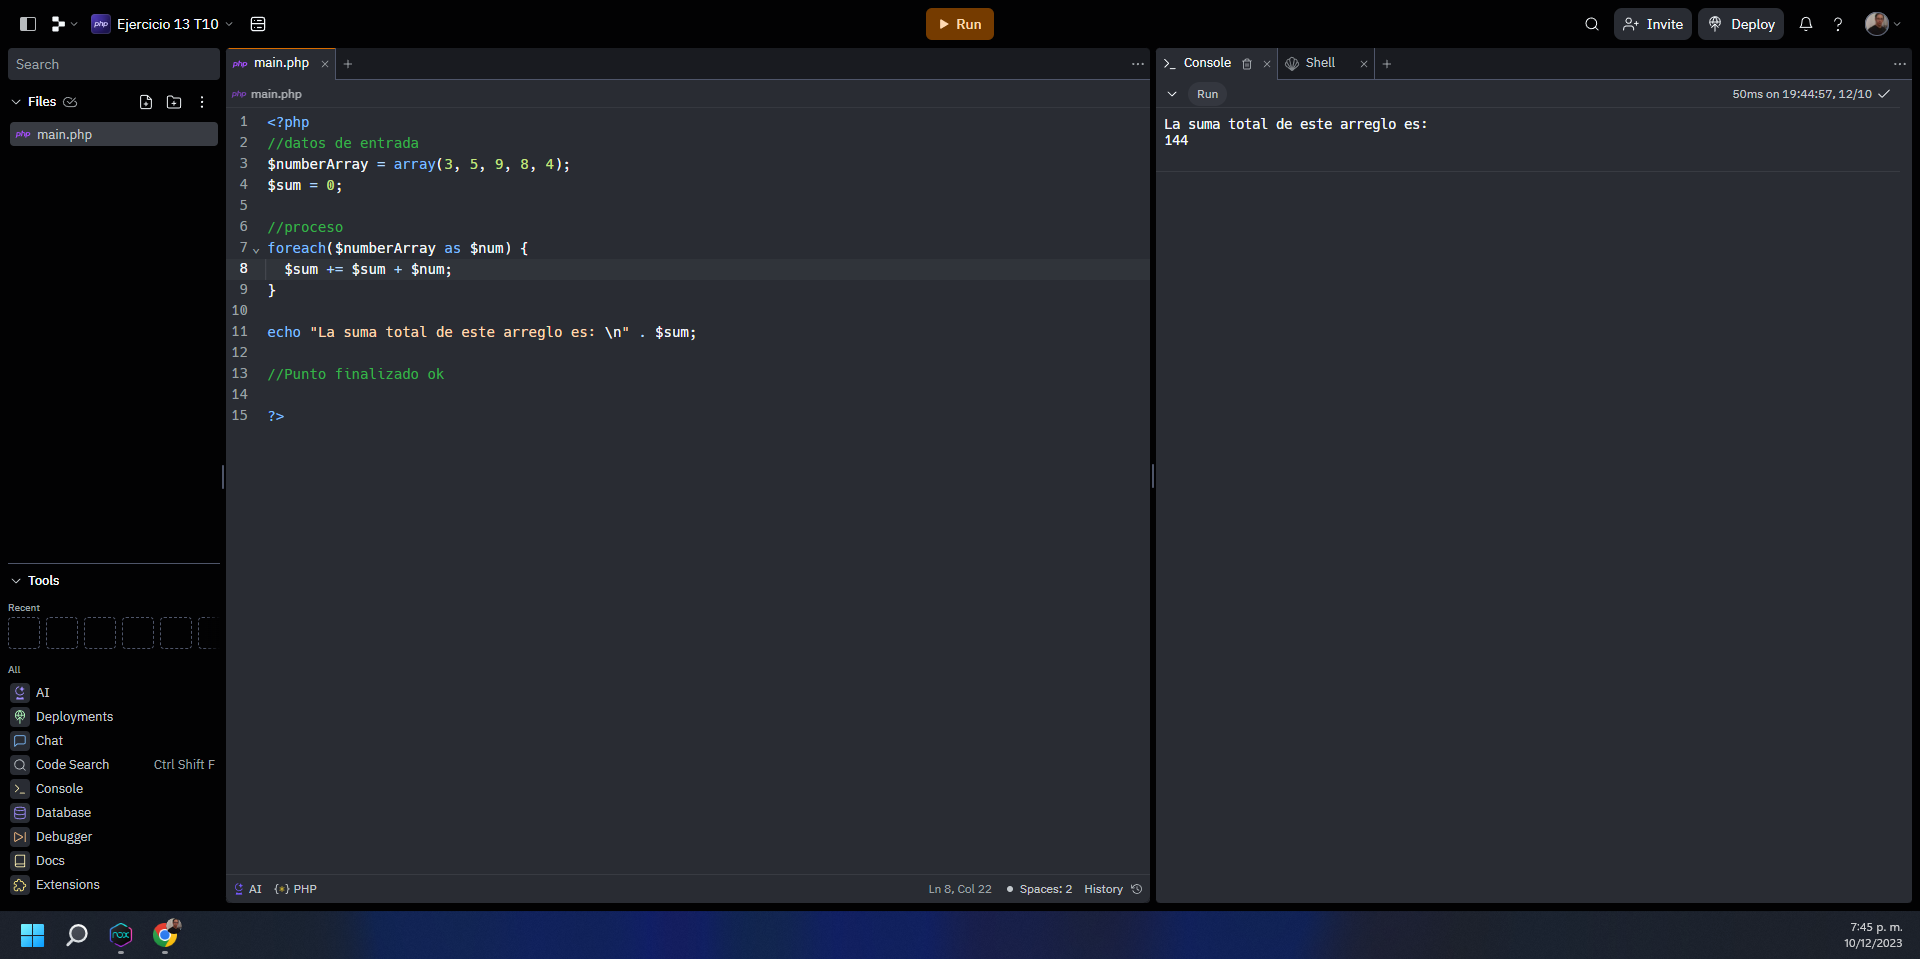 php Ejercicio 13 T10
Run
Invite
Deploy
Search
Files
php main.php
Tools
Recent
All
AI
Deployments
Chat
Code Search Ctrl Shift F
Console
Database
Debugger
Docs
Extensions
php main.php
php main.php
1 <?php
2 //datos de entrada
3 $numberArray = array(3, 5, 9, 8, 4);
4 $sum = 0;
5
6 //proceso
7 foreach($numberArray as $num) {
8 $sum += $sum + $num;
9 }
10
11 echo "La suma total de este arreglo es: \n" . $sum;
12
13 //Punto finalizado ok
14
15 ?>
AI {*} PHP
Ln 8, Col 22 Spaces: 2 History
Console
Shell
Run
50ms on 19:44:57, 12/10
La suma total de este arreglo es:
144
nox
7:45 p. m.
10/12/2023